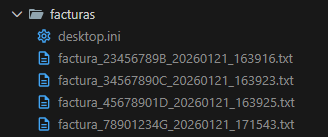 facturas
desktop.ini
factura_23456789B_20260121_163916.txt
factura_34567890C_20260121_163923.txt
factura_45678901D_20260121_163925.txt
factura_78901234G_20260121_171543.txt